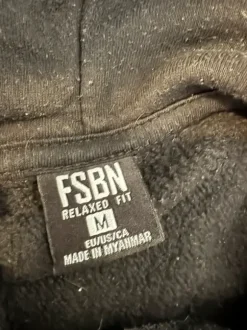 FSBN
RELAXED FIT
M
EU/US/CA
MADE IN MYANMAR